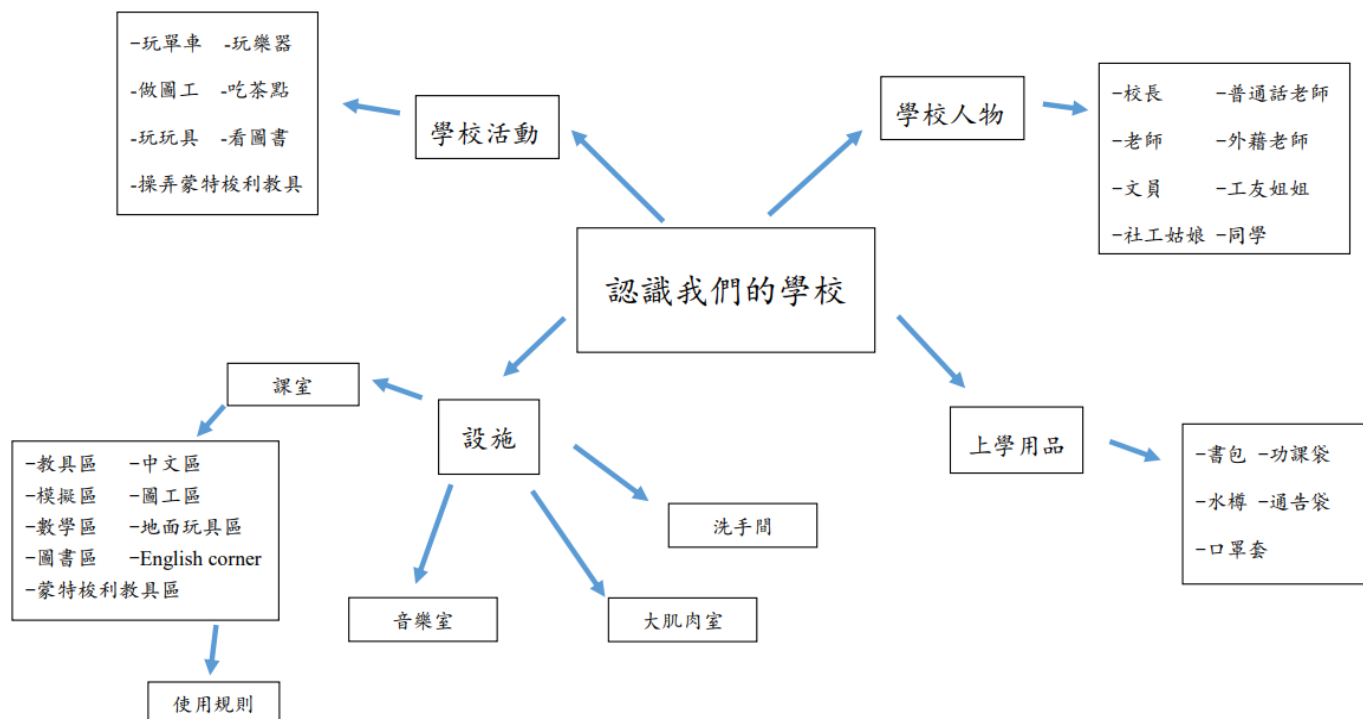 認識我們的學校
學校活動
–玩單車 -玩樂器
-做圖工 -吃茶點
-玩玩具 -看圖書
-操弄蒙特梭利教具
學校人物
–校長 –普通話老師
–老師 –外藉老師
–文員 –工友姐姐
–社工姑娘 –同學
設施
課室
–教具區 –中文區
–模擬區 –圖工區
–數學區 –地面玩具區
–圖書區 –English corner
–蒙特梭利教具區
使用規則
音樂室
大肌肉室
洗手間
上學用品
–書包 –功課袋
–水樽 –通告袋
–口罩套